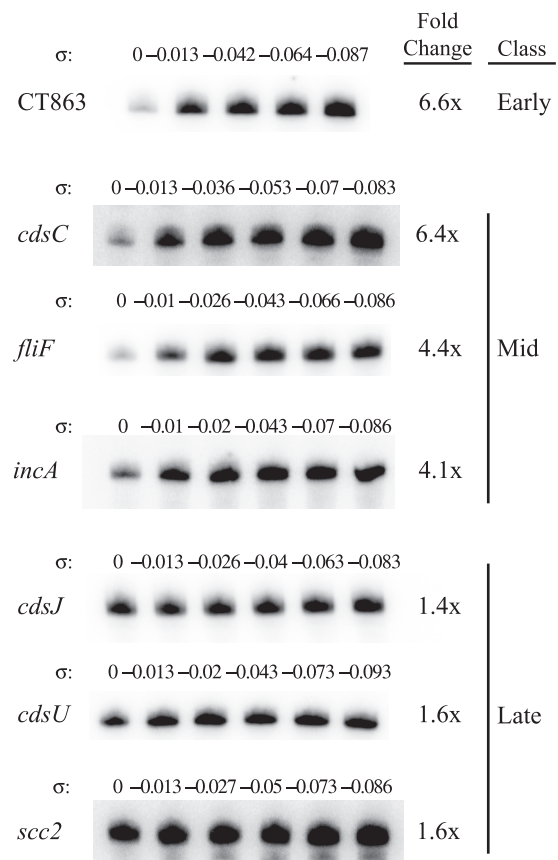 Fold
Change Class
σ: 0 −0.013 −0.042 −0.064 −0.087
CT863 6.6x Early
σ: 0 −0.013 −0.036 −0.053 −0.07 −0.083
cdsC 6.4x
σ: 0 −0.01 −0.026 −0.043 −0.066 −0.086
fliF 4.4x Mid
σ: 0 −0.01 −0.02 −0.043 −0.07 −0.086
incA 4.1x
σ: 0 −0.013 −0.026 −0.04 −0.063 −0.083
cdsJ 1.4x
σ: 0 −0.013 −0.02 −0.043 −0.073 −0.093
cdsU 1.6x Late
σ: 0 −0.013 −0.027 −0.05 −0.073 −0.086
scc2 1.6x